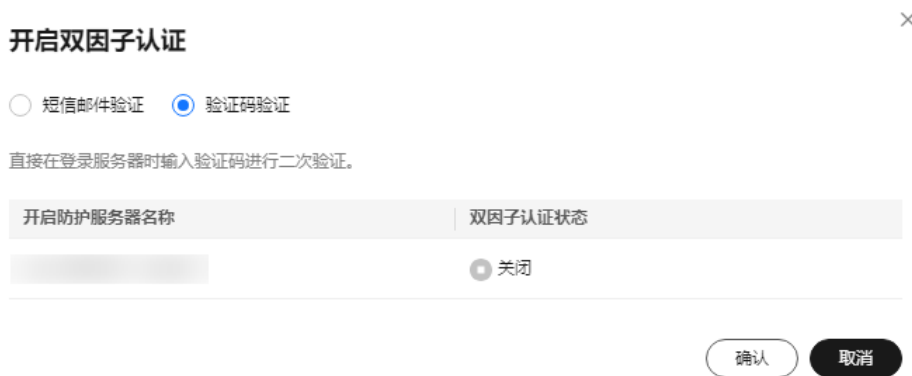 开启双因子认证
短信邮件验证 验证码验证
直接在登录服务器时输入验证码进行二次验证。
开启防护服务器名称 双因子认证状态
关闭
确认 取消